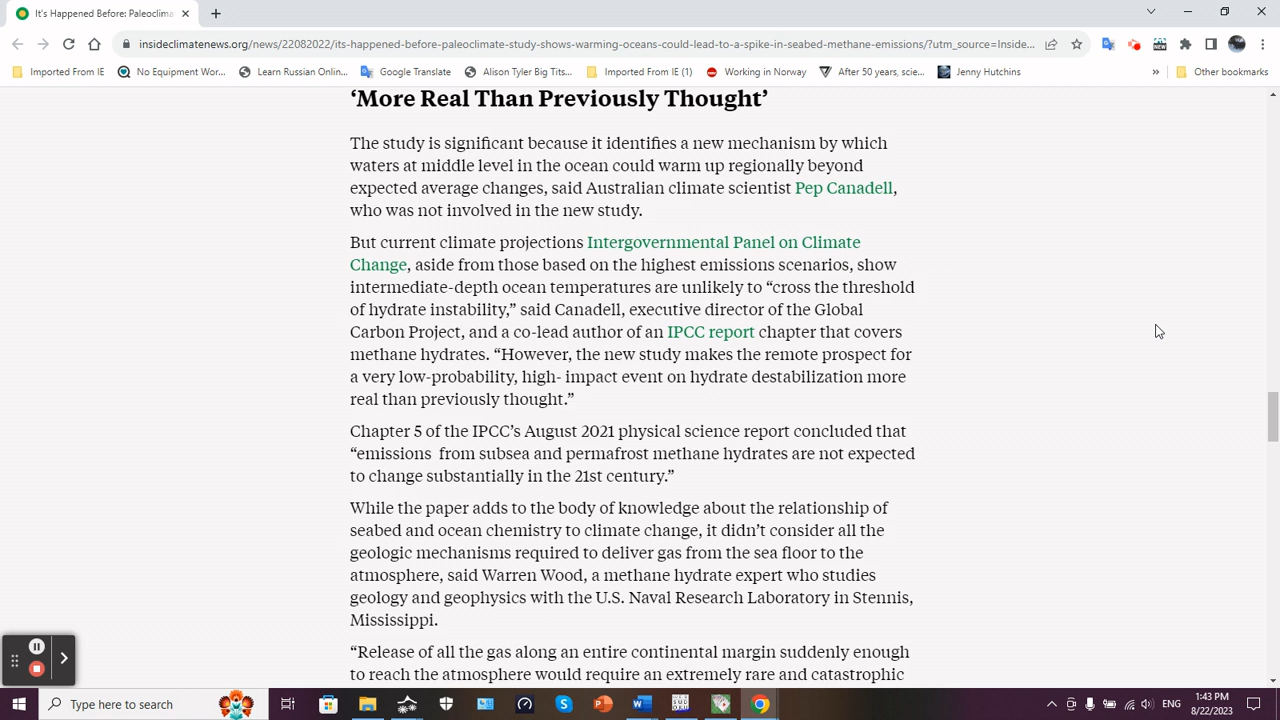 It's Happened Before: Paleoclima
insideclimatenews.org/news/22082022/its-happened-before-paleoclimate-study-shows-warming-oceans-could-lead-to-a-spike-in-seabed-methane-emissions/?utm_source=Inside...
Imported From IE
No Equipment Wor...
Learn Russian Onlin...
Google Translate
Alison Tyler Big Tits...
Imported From IE (1)
Working in Norway
After 50 years, scie...
Jenny Hutchins
»
Other bookmarks
‘More Real Than Previously Thought’
The study is significant because it identifies a new mechanism by which
waters at middle level in the ocean could warm up regionally beyond
expected average changes, said Australian climate scientist Pep Canadell,
who was not involved in the new study.
But current climate projections Intergovernmental Panel on Climate
Change, aside from those based on the highest emissions scenarios, show
intermediate-depth ocean temperatures are unlikely to “cross the threshold
of hydrate instability,” said Canadell, executive director of the Global
Carbon Project, and a co-lead author of an IPCC report chapter that covers
methane hydrates. “However, the new study makes the remote prospect for
a very low-probability, high- impact event on hydrate destabilization more
real than previously thought.”
Chapter 5 of the IPCC’s August 2021 physical science report concluded that
“emissions from subsea and permafrost methane hydrates are not expected
to change substantially in the 21st century.”
While the paper adds to the body of knowledge about the relationship of
seabed and ocean chemistry to climate change, it didn’t consider all the
geologic mechanisms required to deliver gas from the sea floor to the
atmosphere, said Warren Wood, a methane hydrate expert who studies
geology and geophysics with the U.S. Naval Research Laboratory in Stennis,
Mississippi.
“Release of all the gas along an entire continental margin suddenly enough
to reach the atmosphere would require an extremely rare and catastrophic
Type here to search
ENG
1:43 PM
8/22/2023